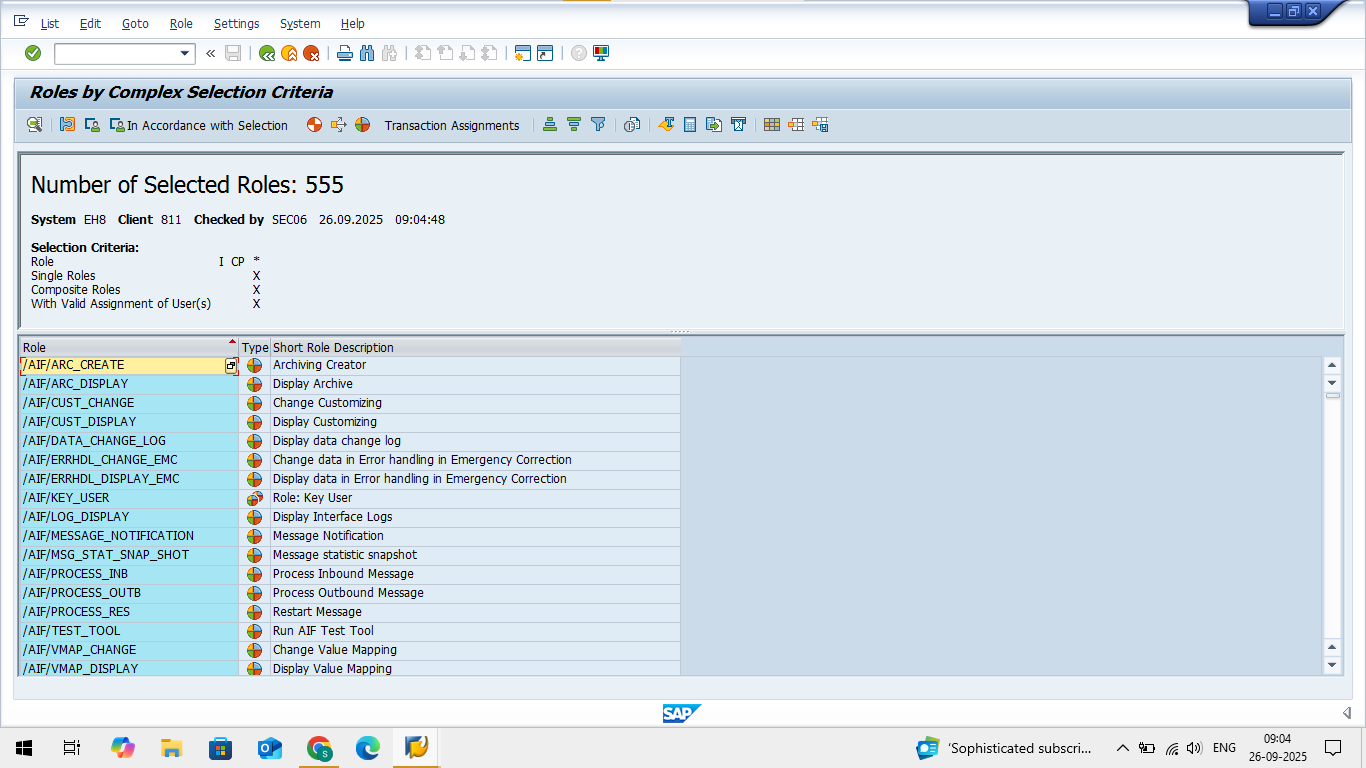 List Edit Goto Role Settings System Help
Roles by Complex Selection Criteria
In Accordance with Selection Transaction Assignments
Number of Selected Roles: 555
System EH8 Client 811 Checked by SEC06 26.09.2025 09:04:48
Selection Criteria:
Role I CP *
Single Roles X
Composite Roles X
With Valid Assignment of User(s) X
Role Type Short Role Description
/AIF/ARC_CREATE Archiving Creator
/AIF/ARC_DISPLAY Display Archive
/AIF/CUST_CHANGE Change Customizing
/AIF/CUST_DISPLAY Display Customizing
/AIF/DATA_CHANGE_LOG Display data change log
/AIF/ERRHDL_CHANGE_EMC Change data in Error handling in Emergency Correction
/AIF/ERRHDL_DISPLAY_EMC Display data in Error handling in Emergency Correction
/AIF/KEY_USER Role: Key User
/AIF/LOG_DISPLAY Display Interface Logs
/AIF/MESSAGE_NOTIFICATION Message Notification
/AIF/MSG_STAT_SNAP_SHOT Message statistic snapshot
/AIF/PROCESS_INB Process Inbound Message
/AIF/PROCESS_OUTB Process Outbound Message
/AIF/PROCESS_RES Restart Message
/AIF/TEST_TOOL Run AIF Test Tool
/AIF/VMAP_CHANGE Change Value Mapping
/AIF/VMAP_DISPLAY Display Value Mapping
SAP
'Sophisticated subscri... ENG 09:04
26-09-2025